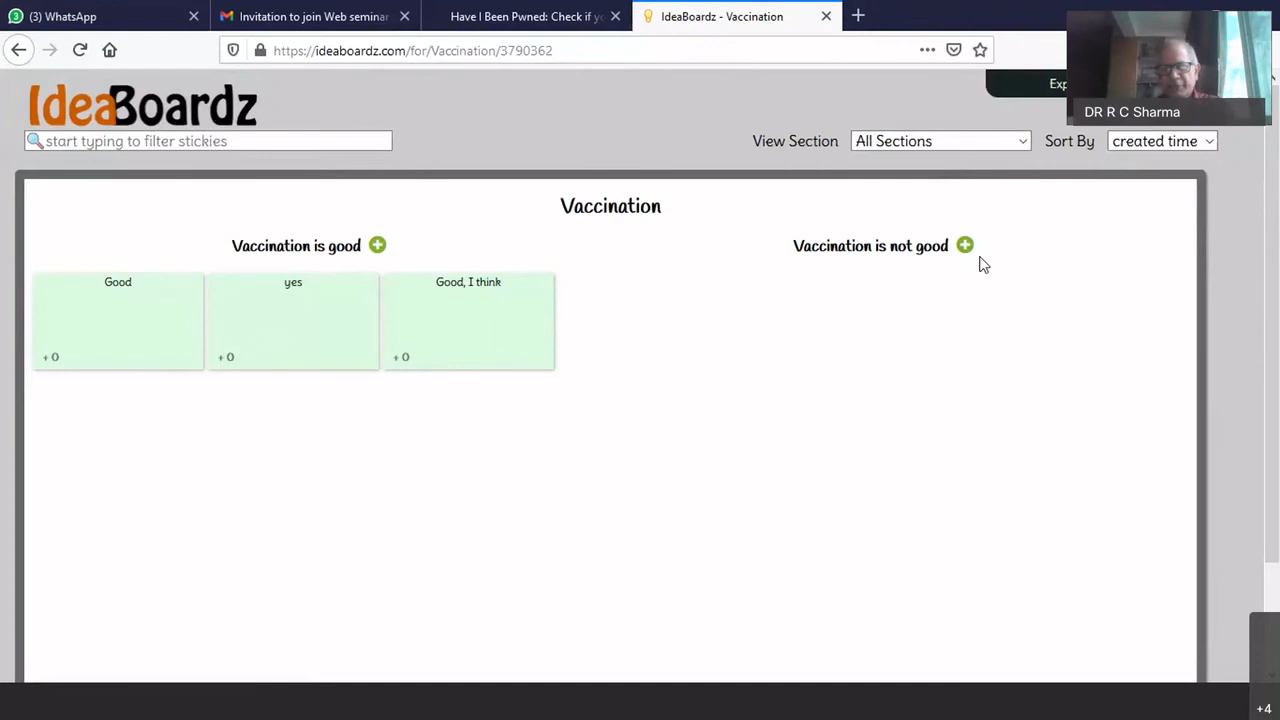 (3) WhatsApp
Invitation to join Web seminar
Have I Been Pwned: Check if yo
IdeaBoardz - Vaccination
https://ideaboardz.com/for/Vaccination/3790362
Exp
DR R C Sharma
IdeaBoardz
start typing to filter stickies
View Section
All Sections
Sort By
created time
Vaccination
Vaccination is good
Vaccination is not good
Good
yes
Good, I think
+ 0
+ 0
+ 0
+4